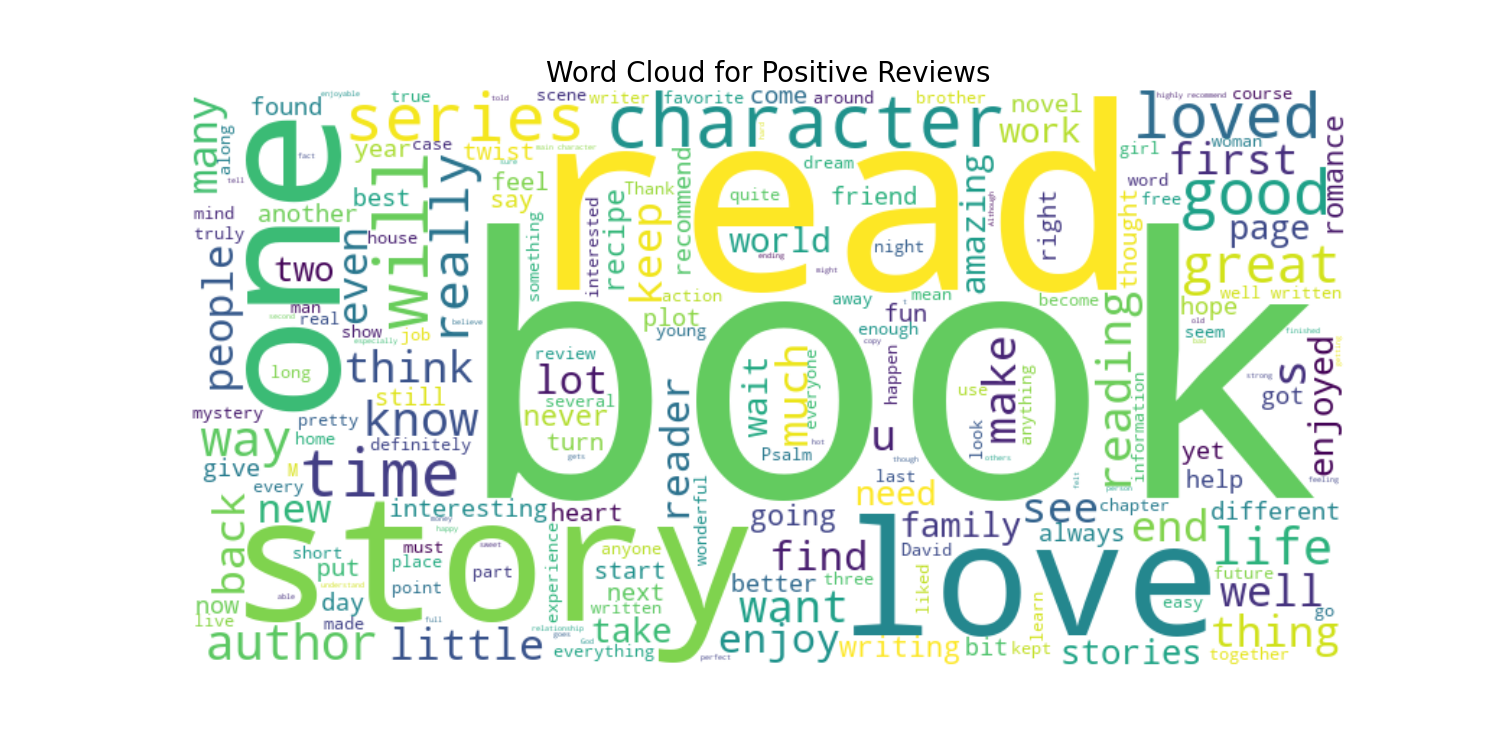 Word Cloud for Positive Reviews
enjoyable
true
told
scene
writer
favorite
come
around
brother
highly recommend
course
found
series
character
novel
loved
many
along
one
year
case
twist
main character
hard
work
girl
woman
first
romance
fact
sure
read
dream
tell
best
will
really
feel
say
Thank
quite
friend
amazing
Although
right
word
free
good
mind
another
something
interested
recipe
keep
recommend
world
night
thought
page
truly
house
even
two
ending
might
great
people
man
real
second
show
especially
job
believe
action
plot
young
away
mean
fun
enough
become
well written
hope
old
seem
finished
book
copy
bad
getting
long
think
review
lot
several
never
turn
gets
wait
much
everyone
hot
Psalm
happen
use
make
look
anything
others
reading
information
strong
s
got
enjoyed
still
mystery
pretty
know
way
home
definitely
reader
u
though
yet
give
M
every
time
last
need
felt
person
help
feeling
back
new
interesting
money
happy
heart
wonderful
going
see
chapter
different
story
short
put
must
place
sweet
part
experience
anyone
start
find
family
David
always
end
life
love
understand
point
next
better
three
liked
learn
future
well
now
live
able
day
made
full
written
want
easy
go
author
little
relationship
goes
God
everything
take
perfect
enjoy
writing
bit
kept
stories
thing
together